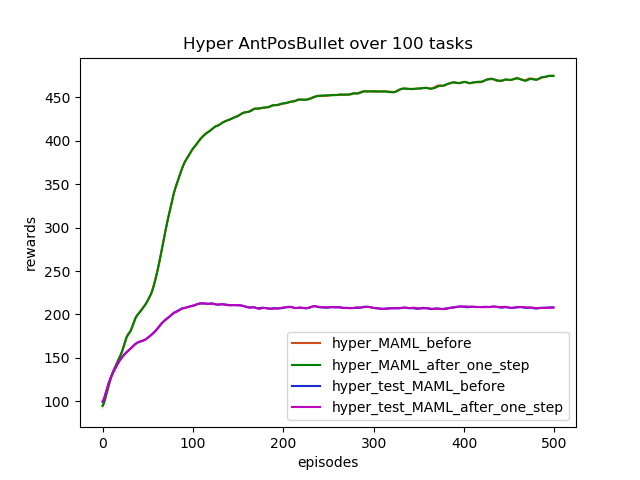 Hyper AntPosBullet over 100 tasks
rewards
450
400
350
300
250
200
150
100
hyper_MAML_before
hyper_MAML_after_one_step
hyper_test_MAML_before
hyper_test_MAML_after_one_step
0 100 200 300 400 500
episodes